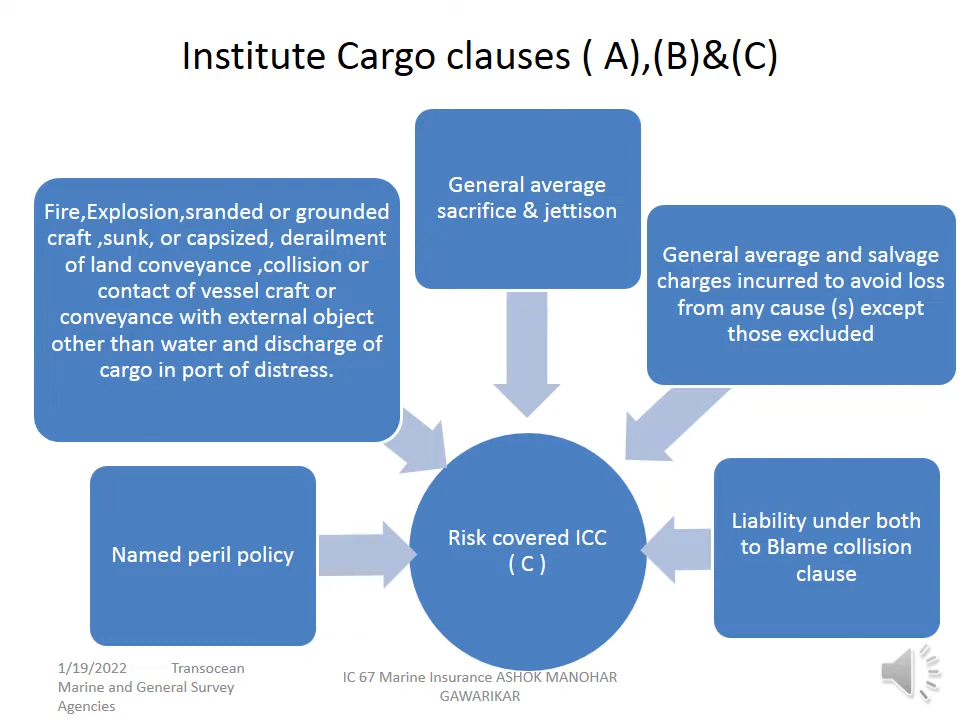 Institute Cargo clauses ( A),(B)&(C)
General average
sacrifice & jettison
Fire,Explosion,sranded or grounded
craft ,sunk, or capsized, derailment
of land conveyance ,collision or
contact of vessel craft or
conveyance with external object
other than water and discharge of
cargo in port of distress.
General average and salvage
charges incurred to avoid loss
from any cause (s) except
those excluded
Named peril policy
Risk covered ICC
( C )
Liability under both
to Blame collision
clause
1/19/2022 Transocean
Marine and General Survey
Agencies
IC 67 Marine Insurance ASHOK MANOHAR
GAWARIKAR